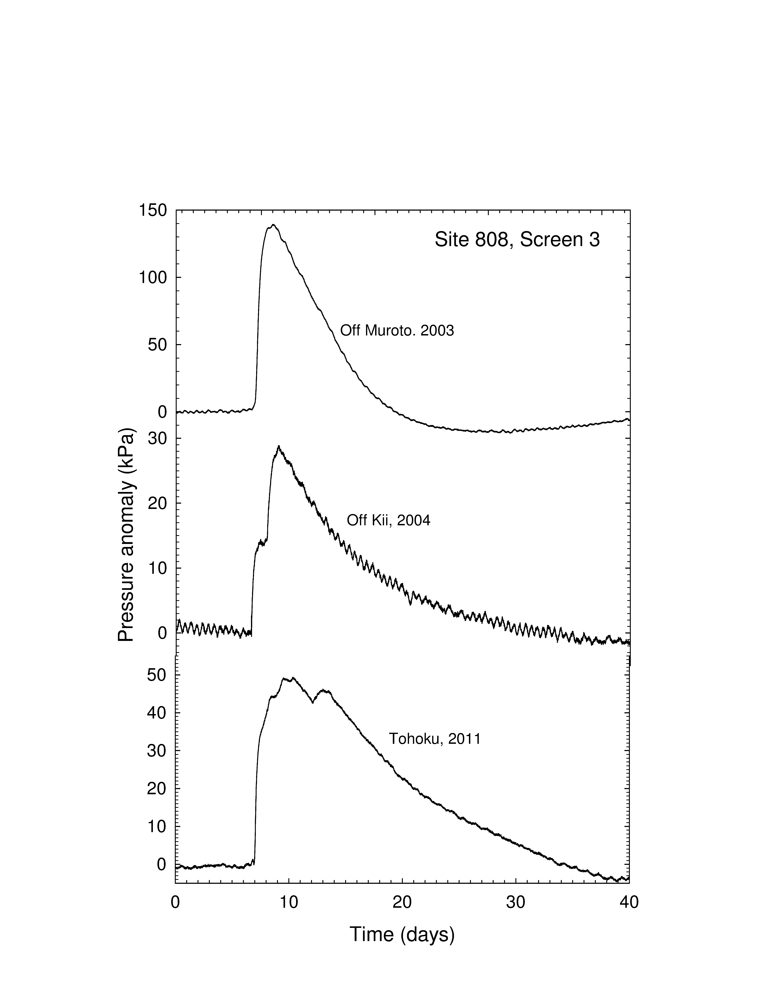 150
Site 808, Screen 3
100
Off Muroto. 2003
50
0
Pressure anomaly (kPa)
30
20
Off Kii, 2004
10
0
50
40
Tohoku, 2011
30
20
10
0
0 10 20 30 40
Time (days)